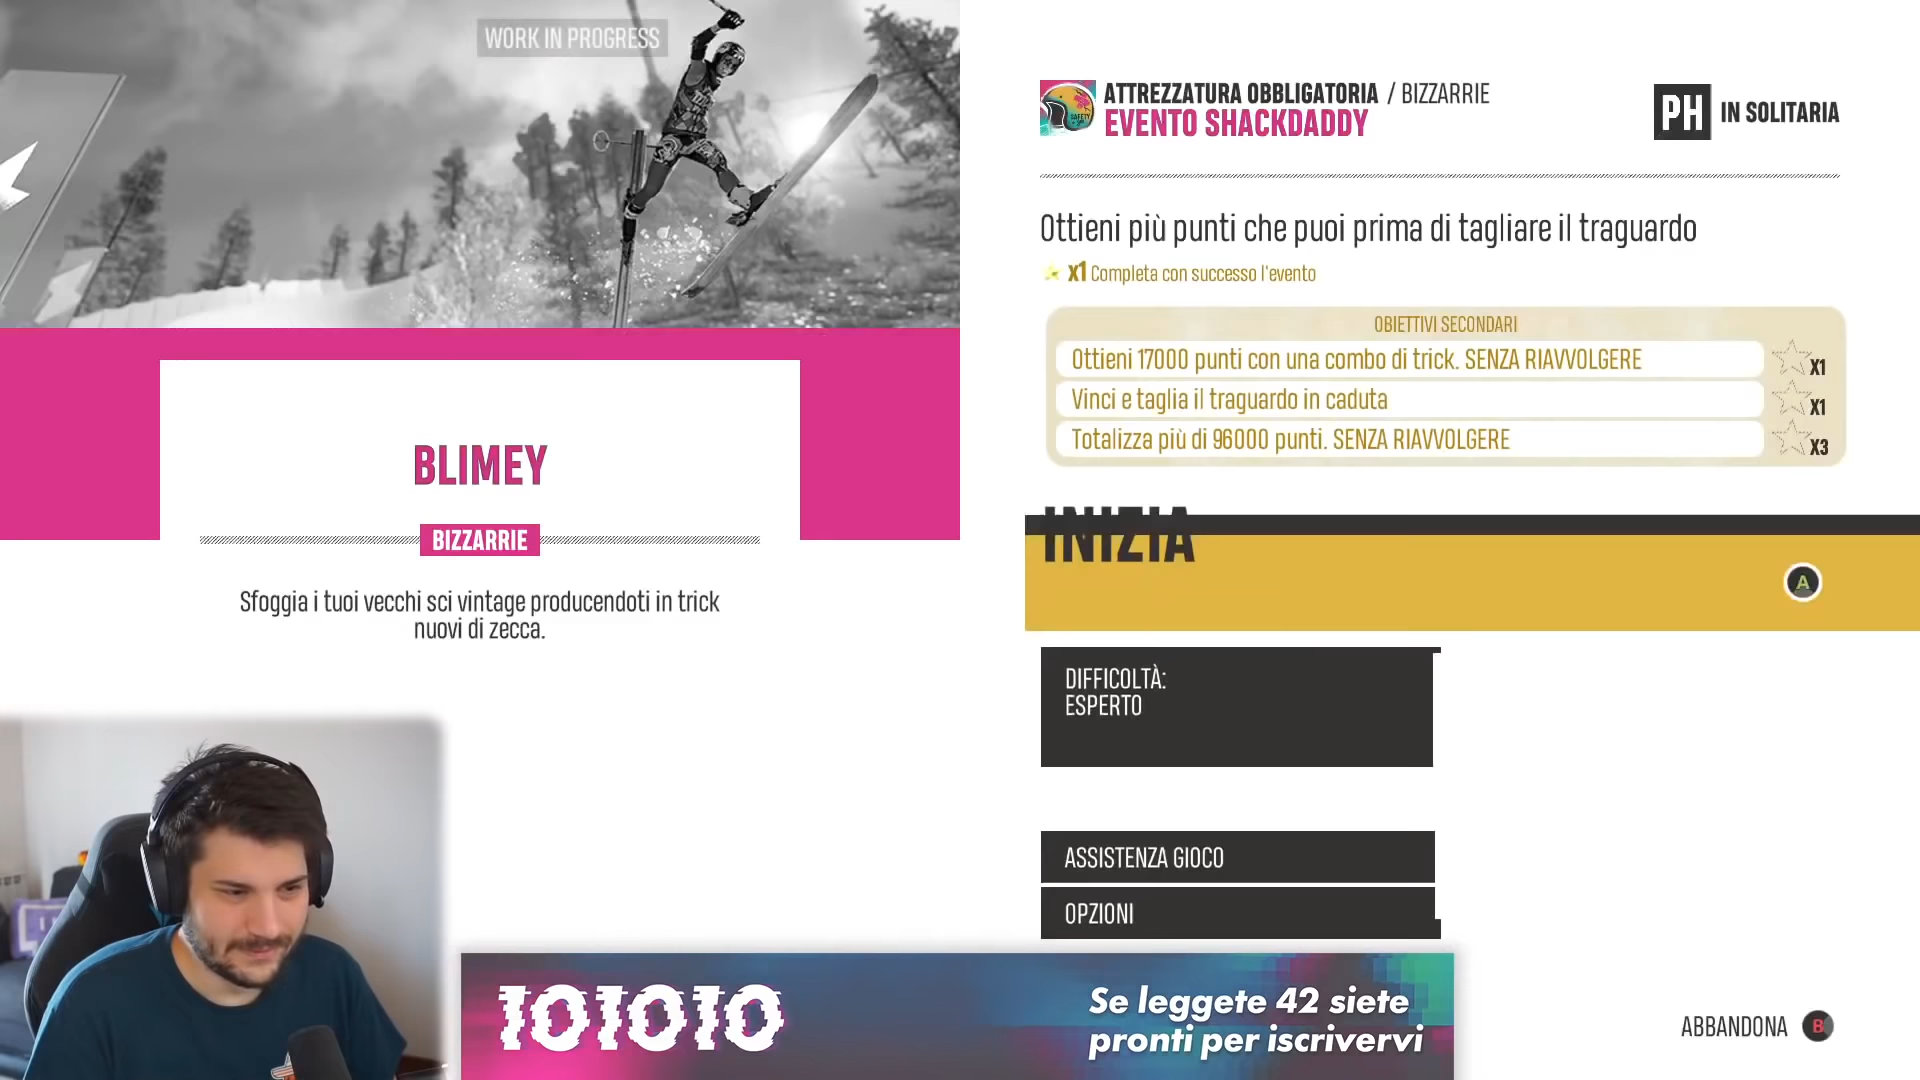 WORK IN PROGRESS
BLIMEY
BIZZARRIE
Sfoggia i tuoi vecchi sci vintage producendoti in trick
nuovi di zecca.
ATTREZZATURA OBBLIGATORIA / BIZZARRIE
EVENTO SHACKDADDY
PH IN SOLITARIA
Ottieni più punti che puoi prima di tagliare il traguardo
x1 Completa con successo l'evento
OBIETTIVI SECONDARI
Ottieni 17000 punti con una combo di trick. SENZA RIAVVOLGERE X1
Vinci e taglia il traguardo in caduta X1
Totalizza più di 96000 punti. SENZA RIAVVOLGERE X3
INIZIA
A
DIFFICOLTÀ:
ESPERTO
ASSISTENZA GIOCO
OPZIONI
101010
Se leggete 42 siete
pronti per iscrivervi
ABBANDONA B